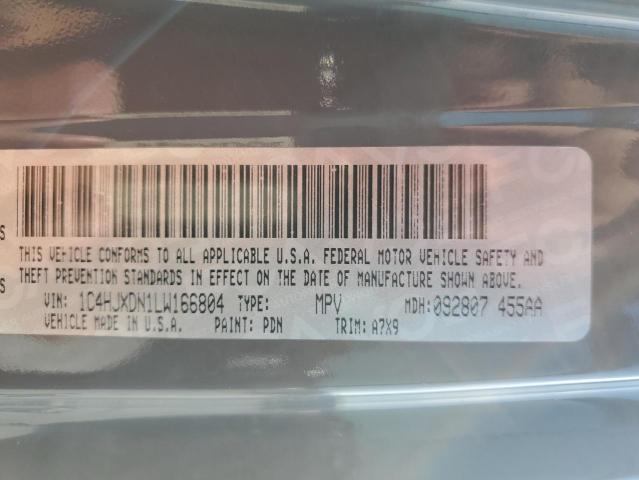 THIS VEHICLE CONFORMS TO ALL APPLICABLE U.S.A. FEDERAL MOTOR VEHICLE SAFETY AND
THEFT PREVENTION STANDARDS IN EFFECT ON THE DATE OF MANUFACTURE SHOWN ABOVE.
VIN: 1C4HJXDN1LW166804 TYPE: MPV MDH: 092807 455AA
VEHICLE MADE IN U.S.A. PAINT: PDN TRIM: A7X9